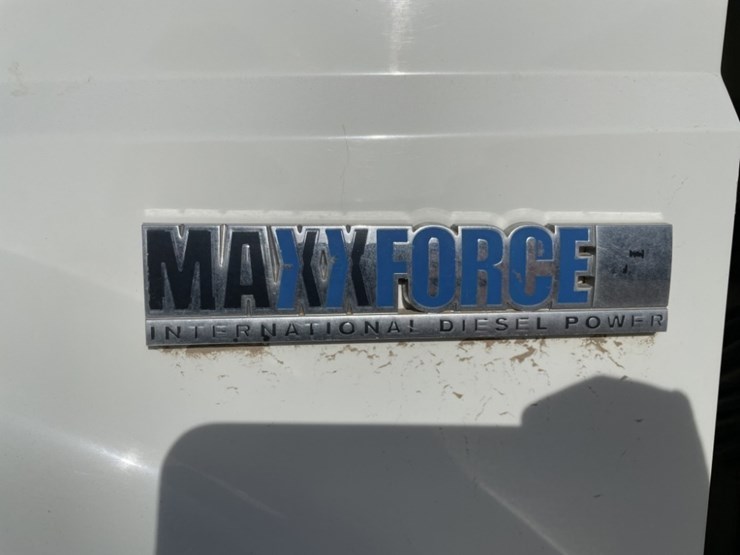 MAXXFORCE
INTERNATIONAL DIESEL POWER